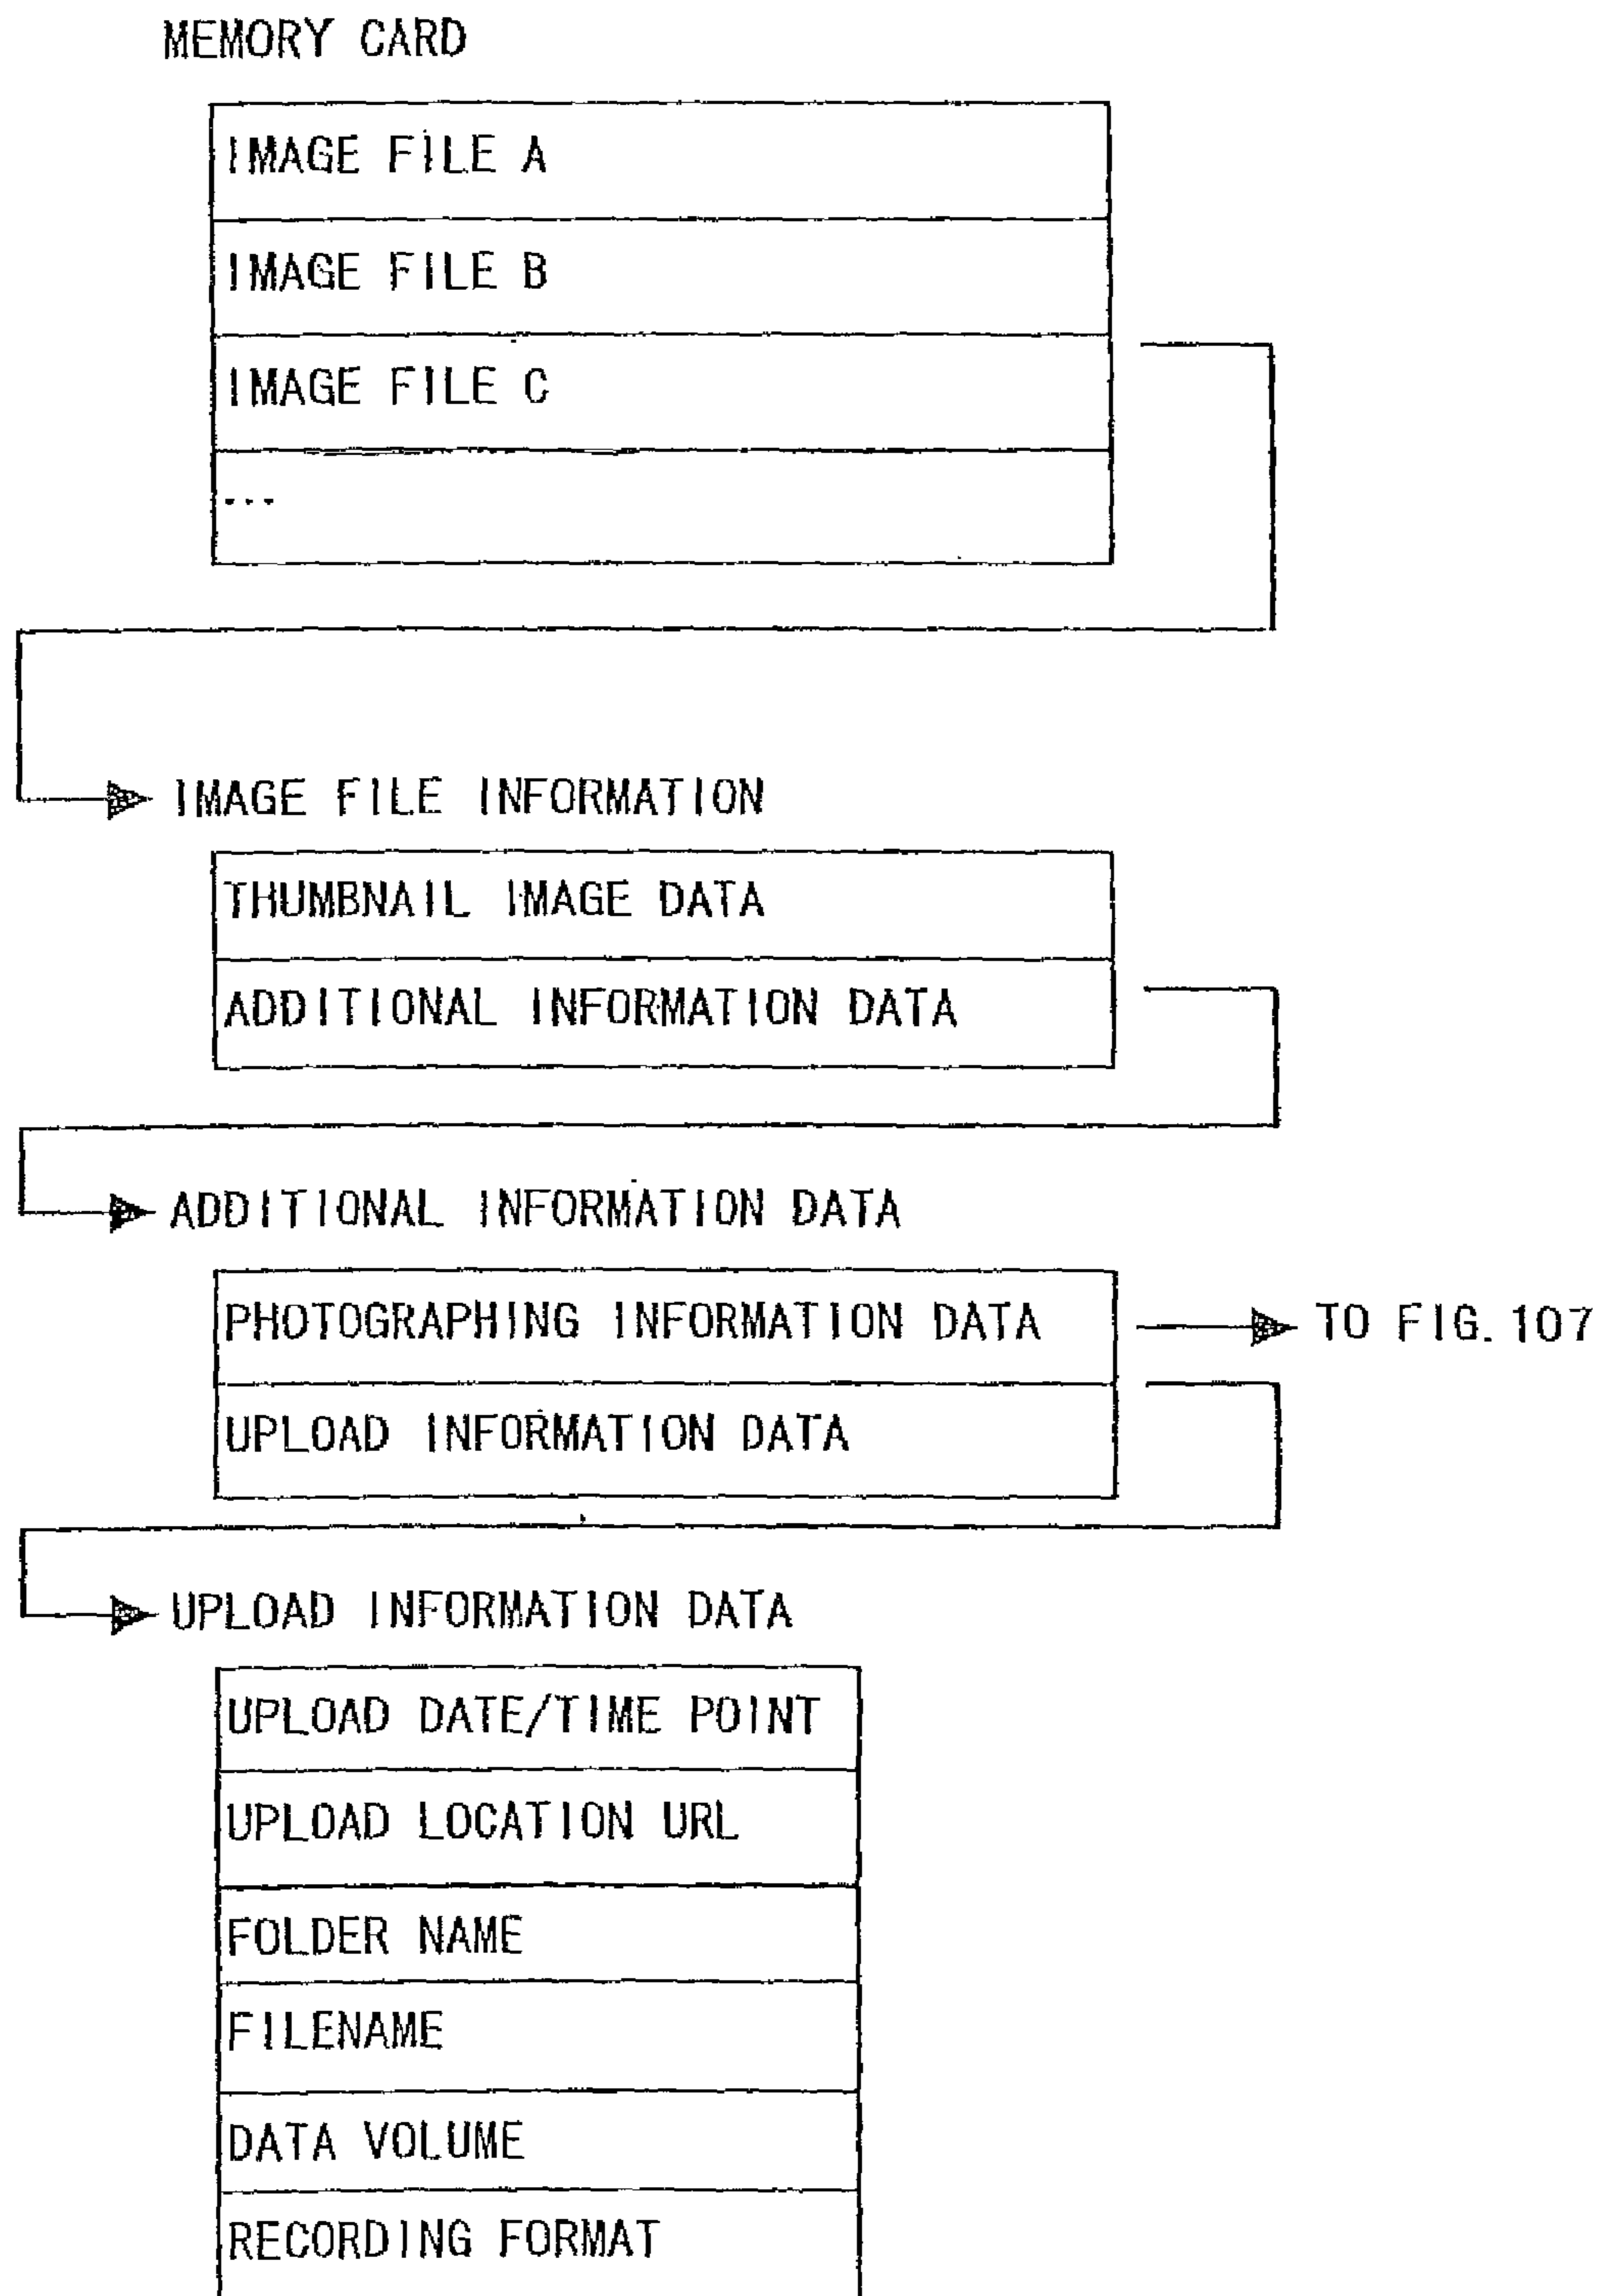 MEMORY CARD
IMAGE FILE A
IMAGE FILE B
IMAGE FILE C
...
IMAGE FILE INFORMATION
THUMBNAIL IMAGE DATA
ADDITIONAL INFORMATION DATA
ADDITIONAL INFORMATION DATA
PHOTOGRAPHING INFORMATION DATA
TO FIG. 107
UPLOAD INFORMATION DATA
UPLOAD INFORMATION DATA
UPLOAD DATE/TIME POINT
UPLOAD LOCATION URL
FOLDER NAME
FILENAME
DATA VOLUME
RECORDING FORMAT